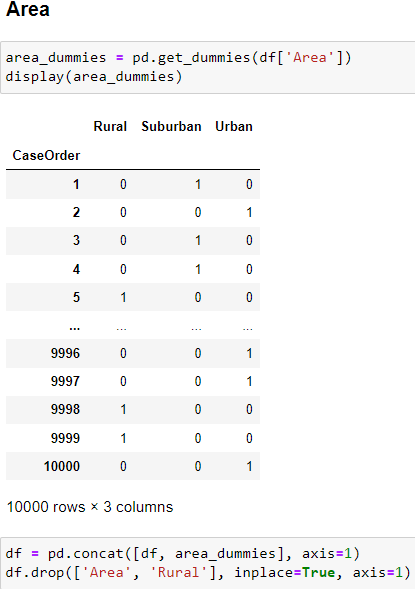 Area
area_dummies = pd.get_dummies(df['Area'])
display(area_dummies)
Rural Suburban Urban
CaseOrder
1 0 1 0
2 0 0 1
3 0 1 0
4 0 1 0
5 1 0 0
... ... ... ...
9996 0 0 1
9997 0 0 1
9998 1 0 0
9999 1 0 0
10000 0 0 1
10000 rows × 3 columns
df = pd.concat([df, area_dummies], axis=1)
df.drop(['Area', 'Rural'], inplace=True, axis=1)